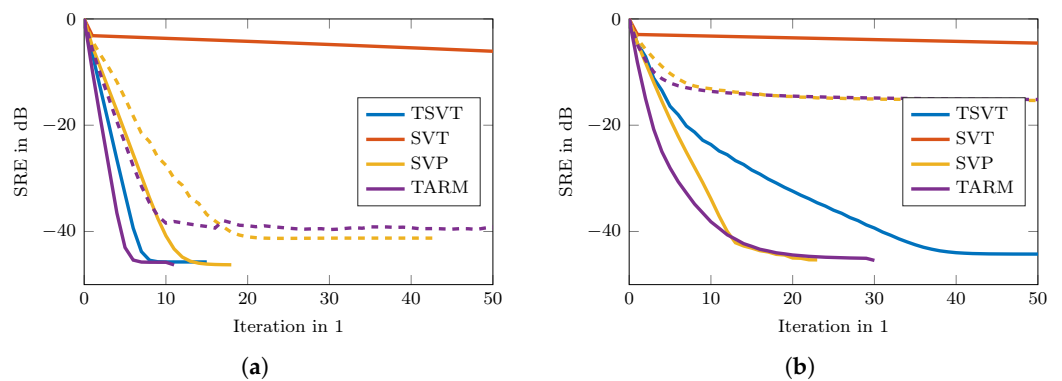 0
−20
−40
SRE in dB
0
10
20
30
40
50
Iteration in 1
TSVT
SVT
SVP
TARM
(a)
0
−20
−40
SRE in dB
0
10
20
30
40
50
Iteration in 1
TSVT
SVT
SVP
TARM
(b)